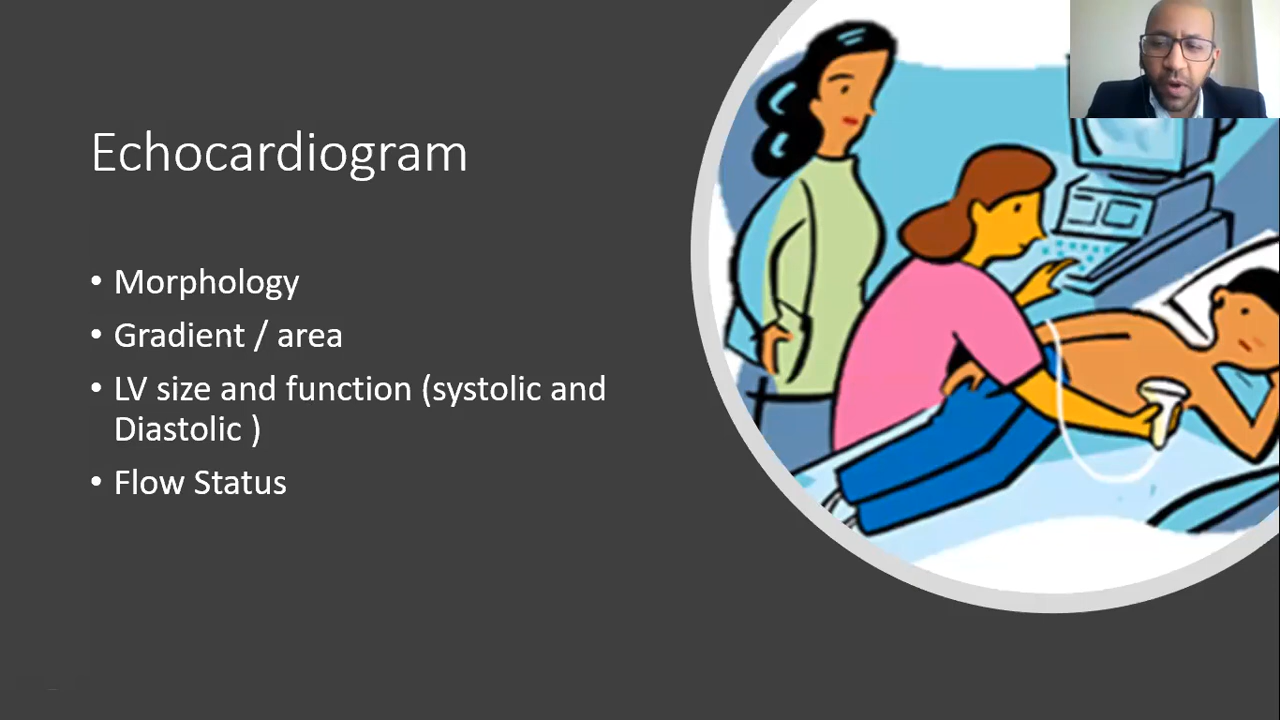 Echocardiogram
• Morphology
• Gradient / area
• LV size and function (systolic and
Diastolic )
• Flow Status